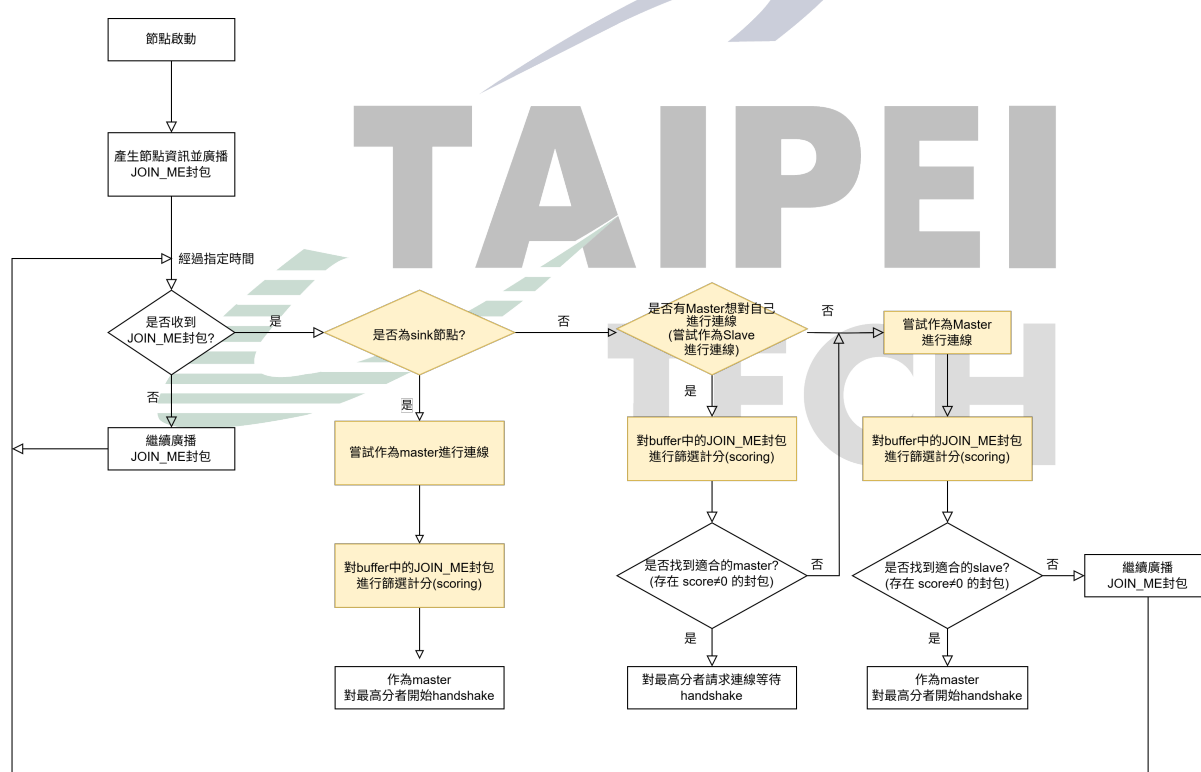 節點啟動
產生節點資訊並廣播
JOIN_ME封包
經過指定時間
是否收到
JOIN_ME封包?
是
否
繼續廣播
JOIN_ME封包
是否為sink節點?
否
是
嘗試作為master進行連線
對buffer中的JOIN_ME封包
進行篩選計分(scoring)
作為master
對最高分者開始handshake
是否有Master想對自己
進行連線
(嘗試作為Slave
進行連線)
否
是
對buffer中的JOIN_ME封包
進行篩選計分(scoring)
是否找到適合的master?
(存在 score≠0 的封包)
否
是
對最高分者請求連線等待
handshake
嘗試作為Master
進行連線
對buffer中的JOIN_ME封包
進行篩選計分(scoring)
是否找到適合的slave?
(存在 score≠0 的封包)
否
是
作為master
對最高分者開始handshake
繼續廣播
JOIN_ME封包
TAIPEI
TECH